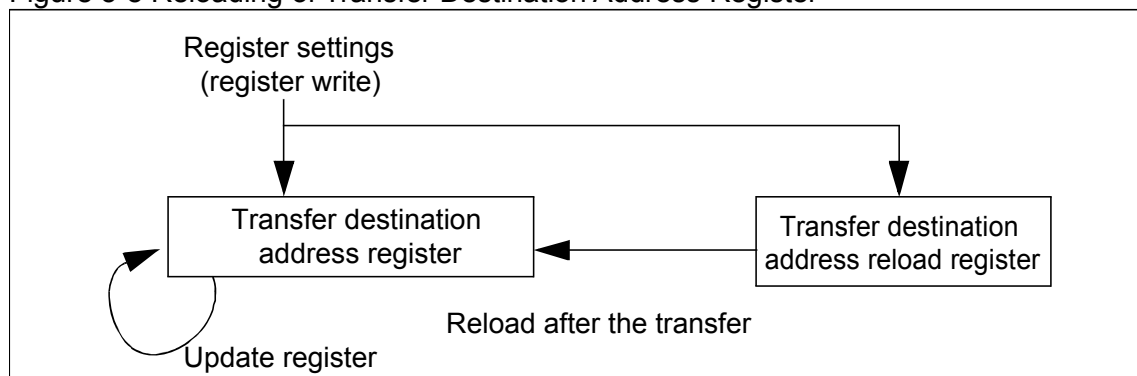 Register settings
(register write)
Transfer destination
address register
Transfer destination
address reload register
Reload after the transfer
Update register